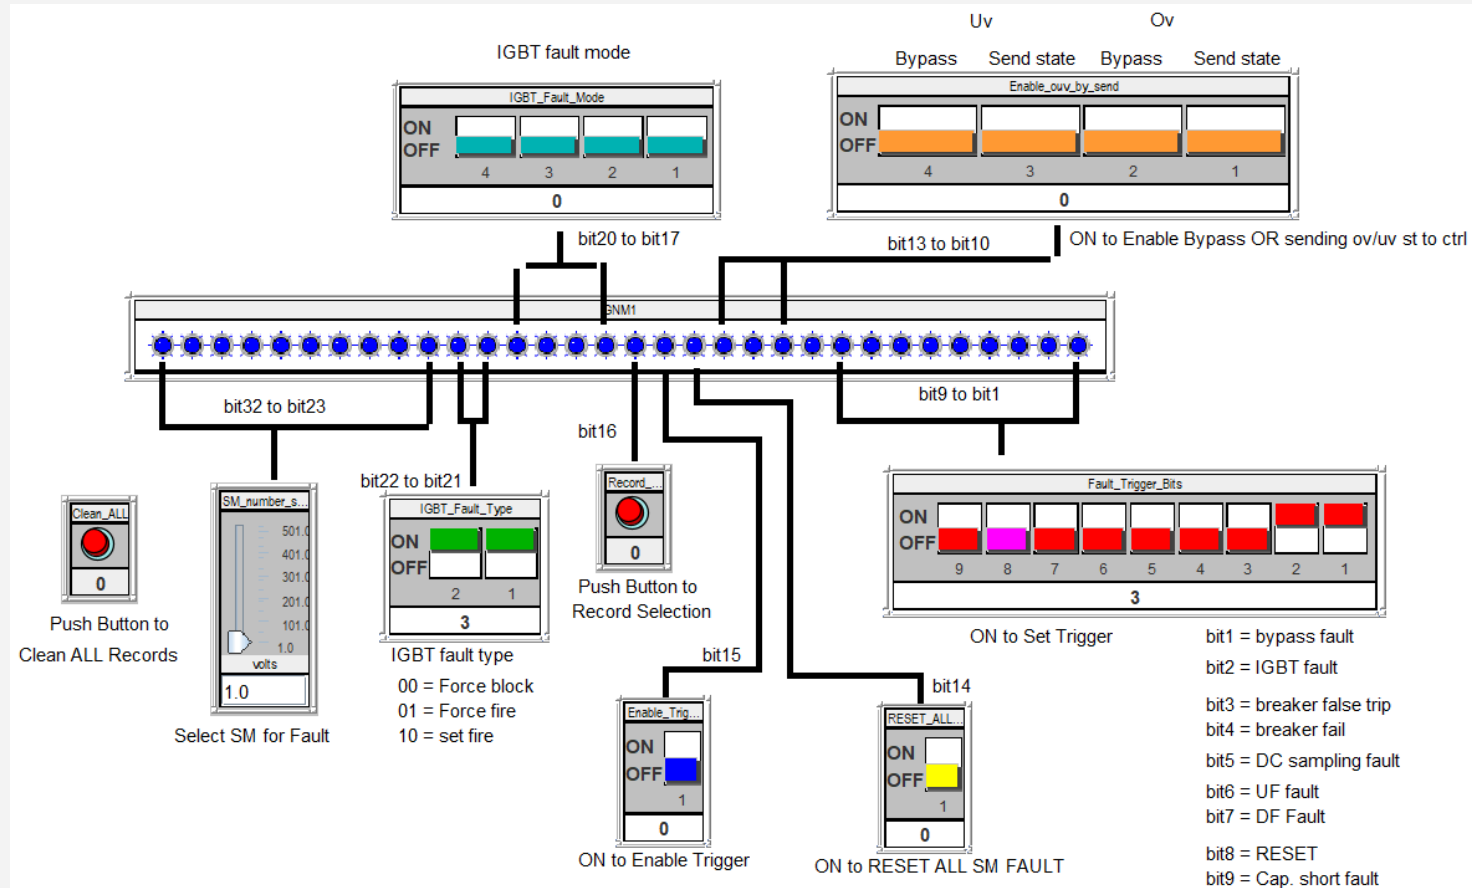 Uv Ov
IGBT fault mode
Bypass Send state Bypass Send state
IGBT_Fault_Mode
ON
OFF
4 3 2 1
0
Enable_ouv_by_send
ON
OFF
4 3 2 1
0
bit20 to bit17
bit13 to bit10
ON to Enable Bypass OR sending ov/uv st to ctrl
GNM1
bit32 to bit23
bit9 to bit1
bit16
bit22 to bit21
Clean_ALL
0
Push Button to
Clean ALL Records
SM_number_s...
501.0
401.0
301.0
201.0
101.0
1.0
volts
1.0
Select SM for Fault
IGBT_Fault_Type
ON
OFF
2 1
3
IGBT fault type
00 = Force block
01 = Force fire
10 = set fire
Record_...
0
Push Button to
Record Selection
Fault_Trigger_Bits
ON
OFF
9 8 7 6 5 4 3 2 1
3
ON to Set Trigger
bit15
Enable_Trig...
ON
OFF
1
0
ON to Enable Trigger
bit14
RESET_ALL...
ON
OFF
1
0
ON to RESET ALL SM FAULT
bit1 = bypass fault
bit2 = IGBT fault
bit3 = breaker false trip
bit4 = breaker fail
bit5 = DC sampling fault
bit6 = UF fault
bit7 = DF Fault
bit8 = RESET
bit9 = Cap. short fault